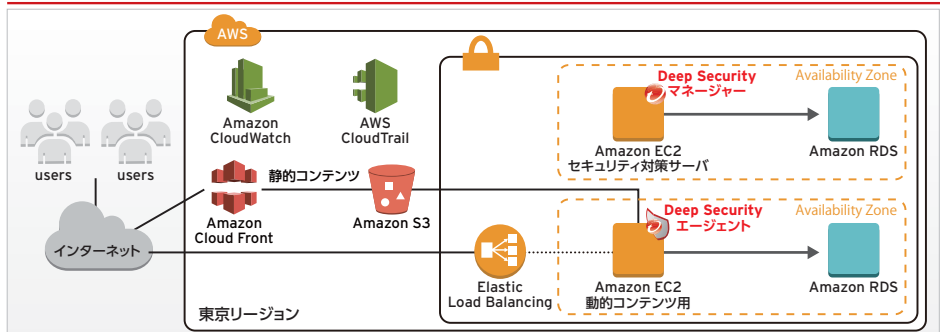 AWS
Amazon
CloudWatch
AWS
CloudTrail
Deep Security
マネージャー
Availability Zone
Amazon EC2
セキュリティ対策サーバ
Amazon RDS
users
users
静的コンテンツ
Amazon
Cloud Front
Amazon S3
インターネット
Deep Security
エージェント
Availability Zone
Elastic
Load Balancing
Amazon EC2
動的コンテンツ用
Amazon RDS
東京リージョン